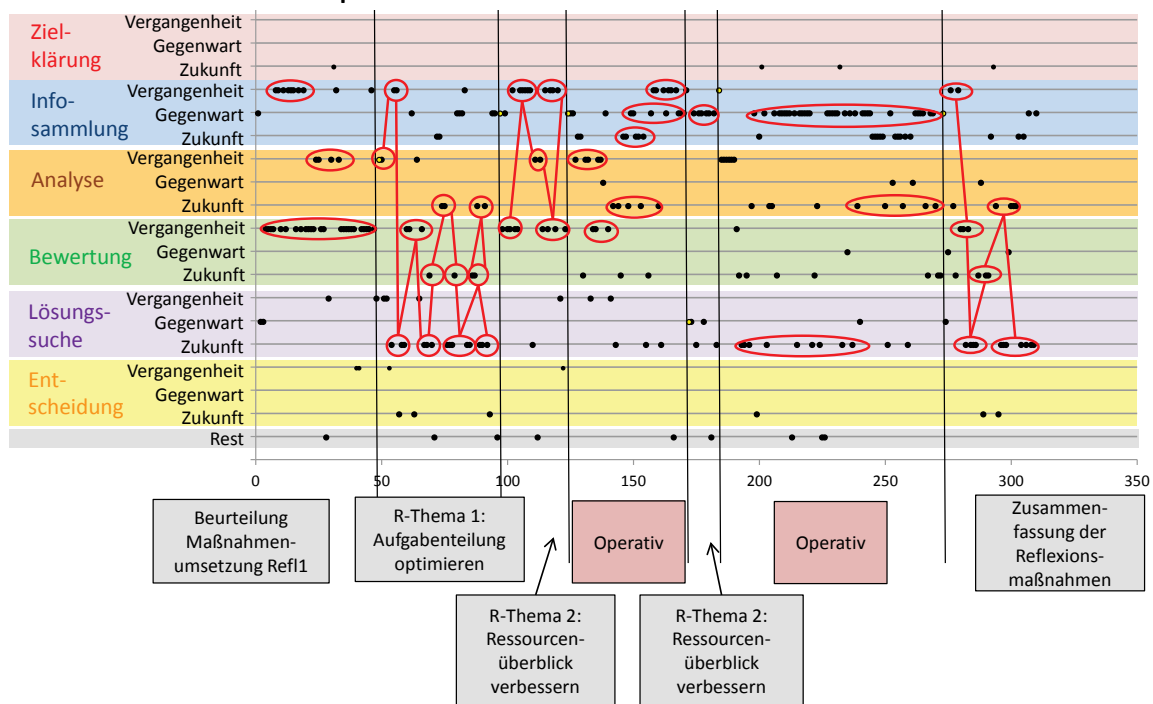 Ziel-
klärung
Vergangenheit
Gegenwart
Zukunft
Info-
sammlung
Vergangenheit
Gegenwart
Zukunft
Analyse
Vergangenheit
Gegenwart
Zukunft
Bewertung
Vergangenheit
Gegenwart
Zukunft
Lösungs-
suche
Vergangenheit
Gegenwart
Zukunft
Ent-
scheidung
Vergangenheit
Gegenwart
Zukunft
Rest
0 50 100 150 200 250 300 350
Beurteilung
Maßnahmen-
umsetzung Refl1
R-Thema 1:
Aufgabenteilung
optimieren
Operativ
Operativ
Zusammen-
fassung der
Reflexions-
maßnahmen
R-Thema 2:
Ressourcen-
überblick
verbessern
R-Thema 2:
Ressourcen-
überblick
verbessern